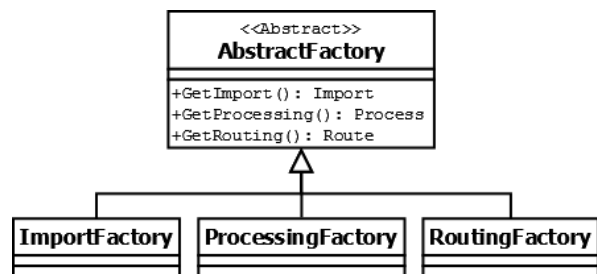 <<Abstract>>
AbstractFactory
+GetImport(): Import
+GetProcessing(): Process
+GetRouting(): Route
ImportFactory
ProcessingFactory
RoutingFactory